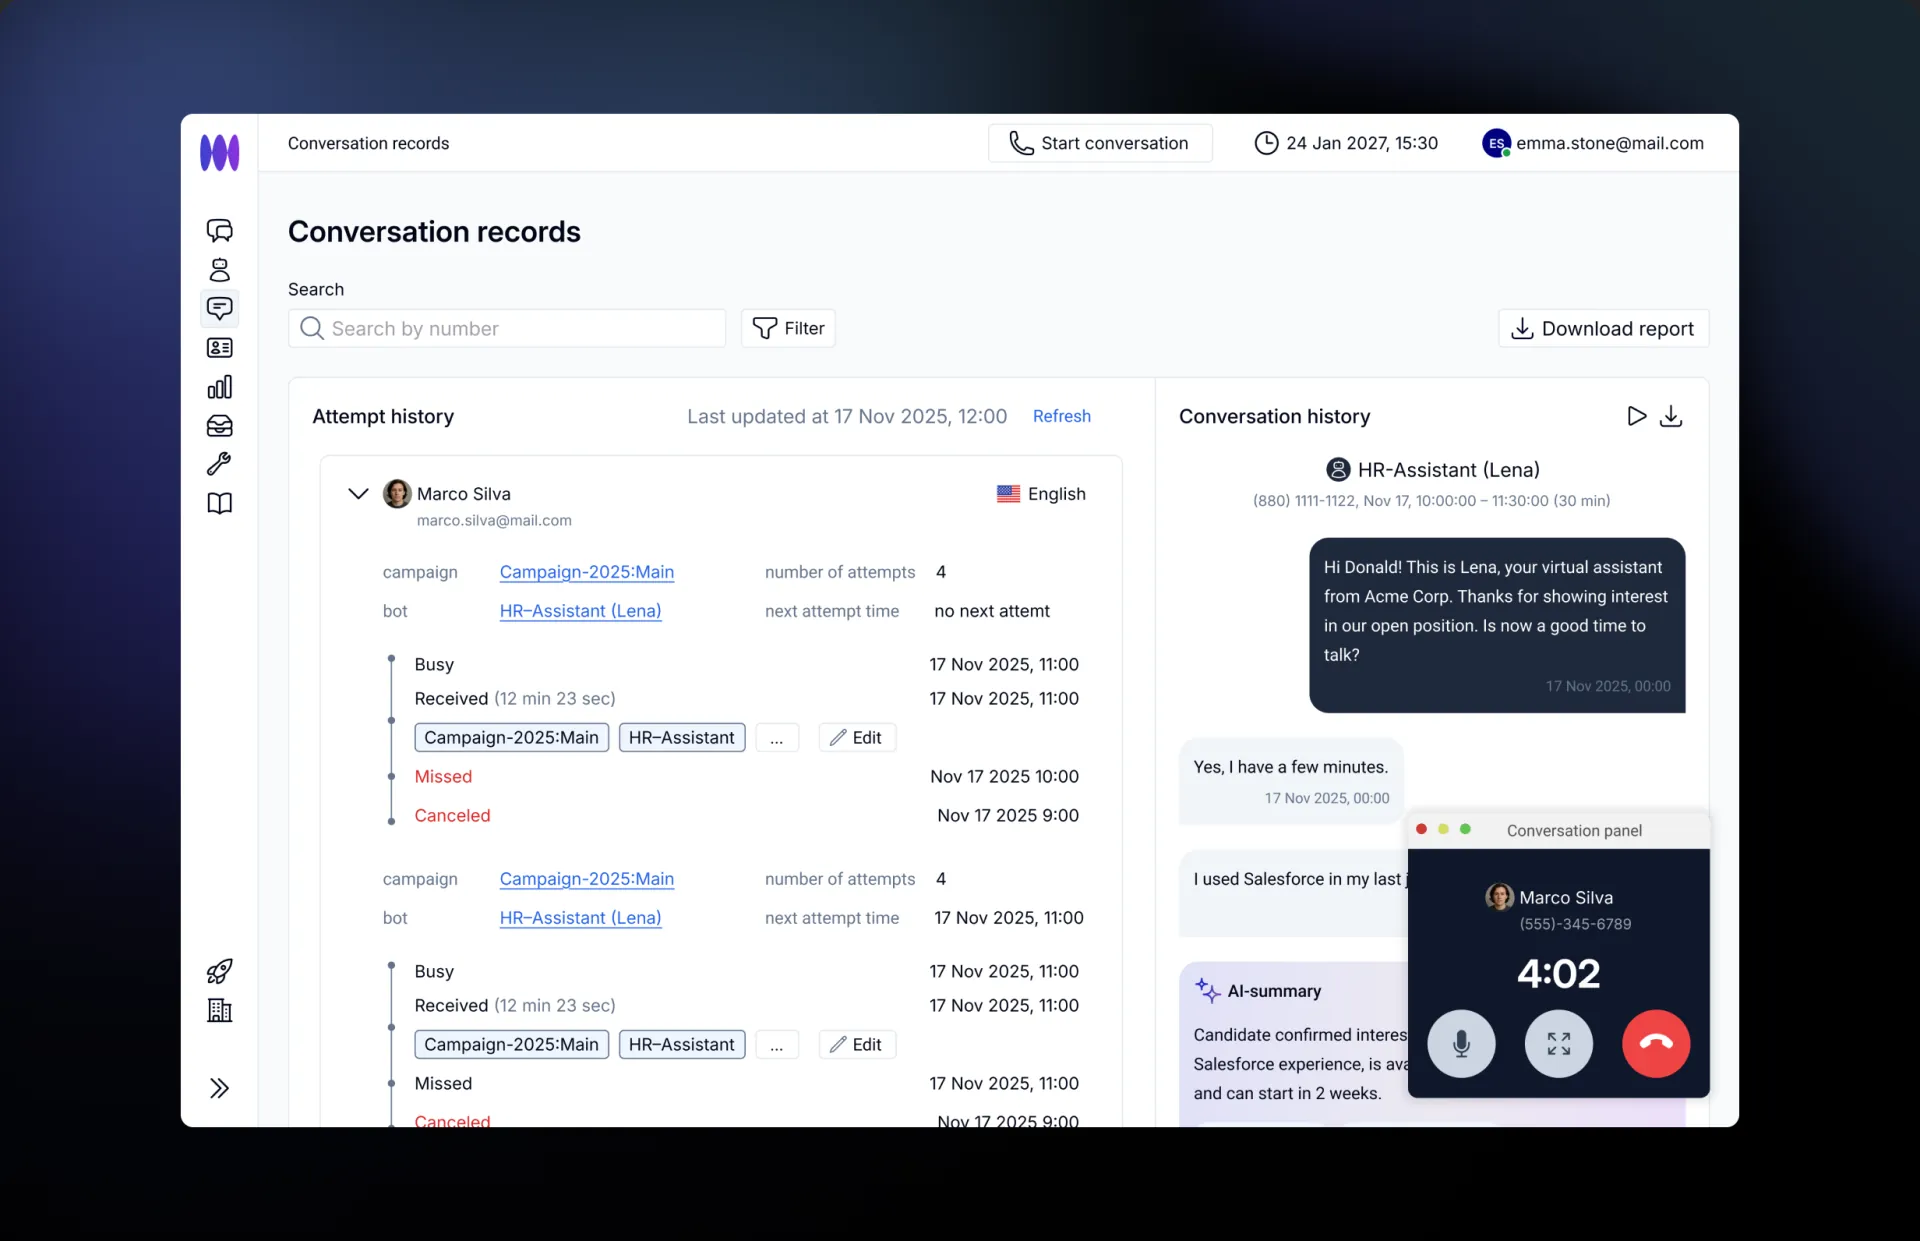 Conversation records
Start conversation
24 Jan 2027, 15:30
ES
emma.stone@mail.com
Conversation records
Search
Search by number
Filter
Download report
Attempt history
Last updated at 17 Nov 2025, 12:00
Refresh
Marco Silva
English
marco.silva@mail.com
campaign
Campaign-2025:Main
number of attempts
4
bot
HR–Assistant (Lena)
next attempt time
no next attemt
Busy
17 Nov 2025, 11:00
Received (12 min 23 sec)
17 Nov 2025, 11:00
Campaign-2025:Main
HR–Assistant
...
Edit
Missed
Nov 17 2025 10:00
Canceled
Nov 17 2025 9:00
campaign
Campaign-2025:Main
number of attempts
4
bot
HR–Assistant (Lena)
next attempt time
17 Nov 2025, 11:00
Busy
17 Nov 2025, 11:00
Received (12 min 23 sec)
17 Nov 2025, 11:00
Campaign-2025:Main
HR–Assistant
...
Edit
Missed
17 Nov 2025, 11:00
Canceled
Nov 17 2025 9:00
Conversation history
HR-Assistant (Lena)
(880) 1111-1122, Nov 17, 10:00:00 – 11:30:00 (30 min)
Hi Donald! This is Lena, your virtual assistant
from Acme Corp. Thanks for showing interest
in our open position. Is now a good time to
talk?
17 Nov 2025, 00:00
Yes, I have a few minutes.
17 Nov 2025, 00:00
I used Salesforce in my last
AI-summary
Candidate confirmed
Salesforce experience, is
and can start in 2 weeks.
Conversation panel
Marco Silva
(555)-345-6789
4:02